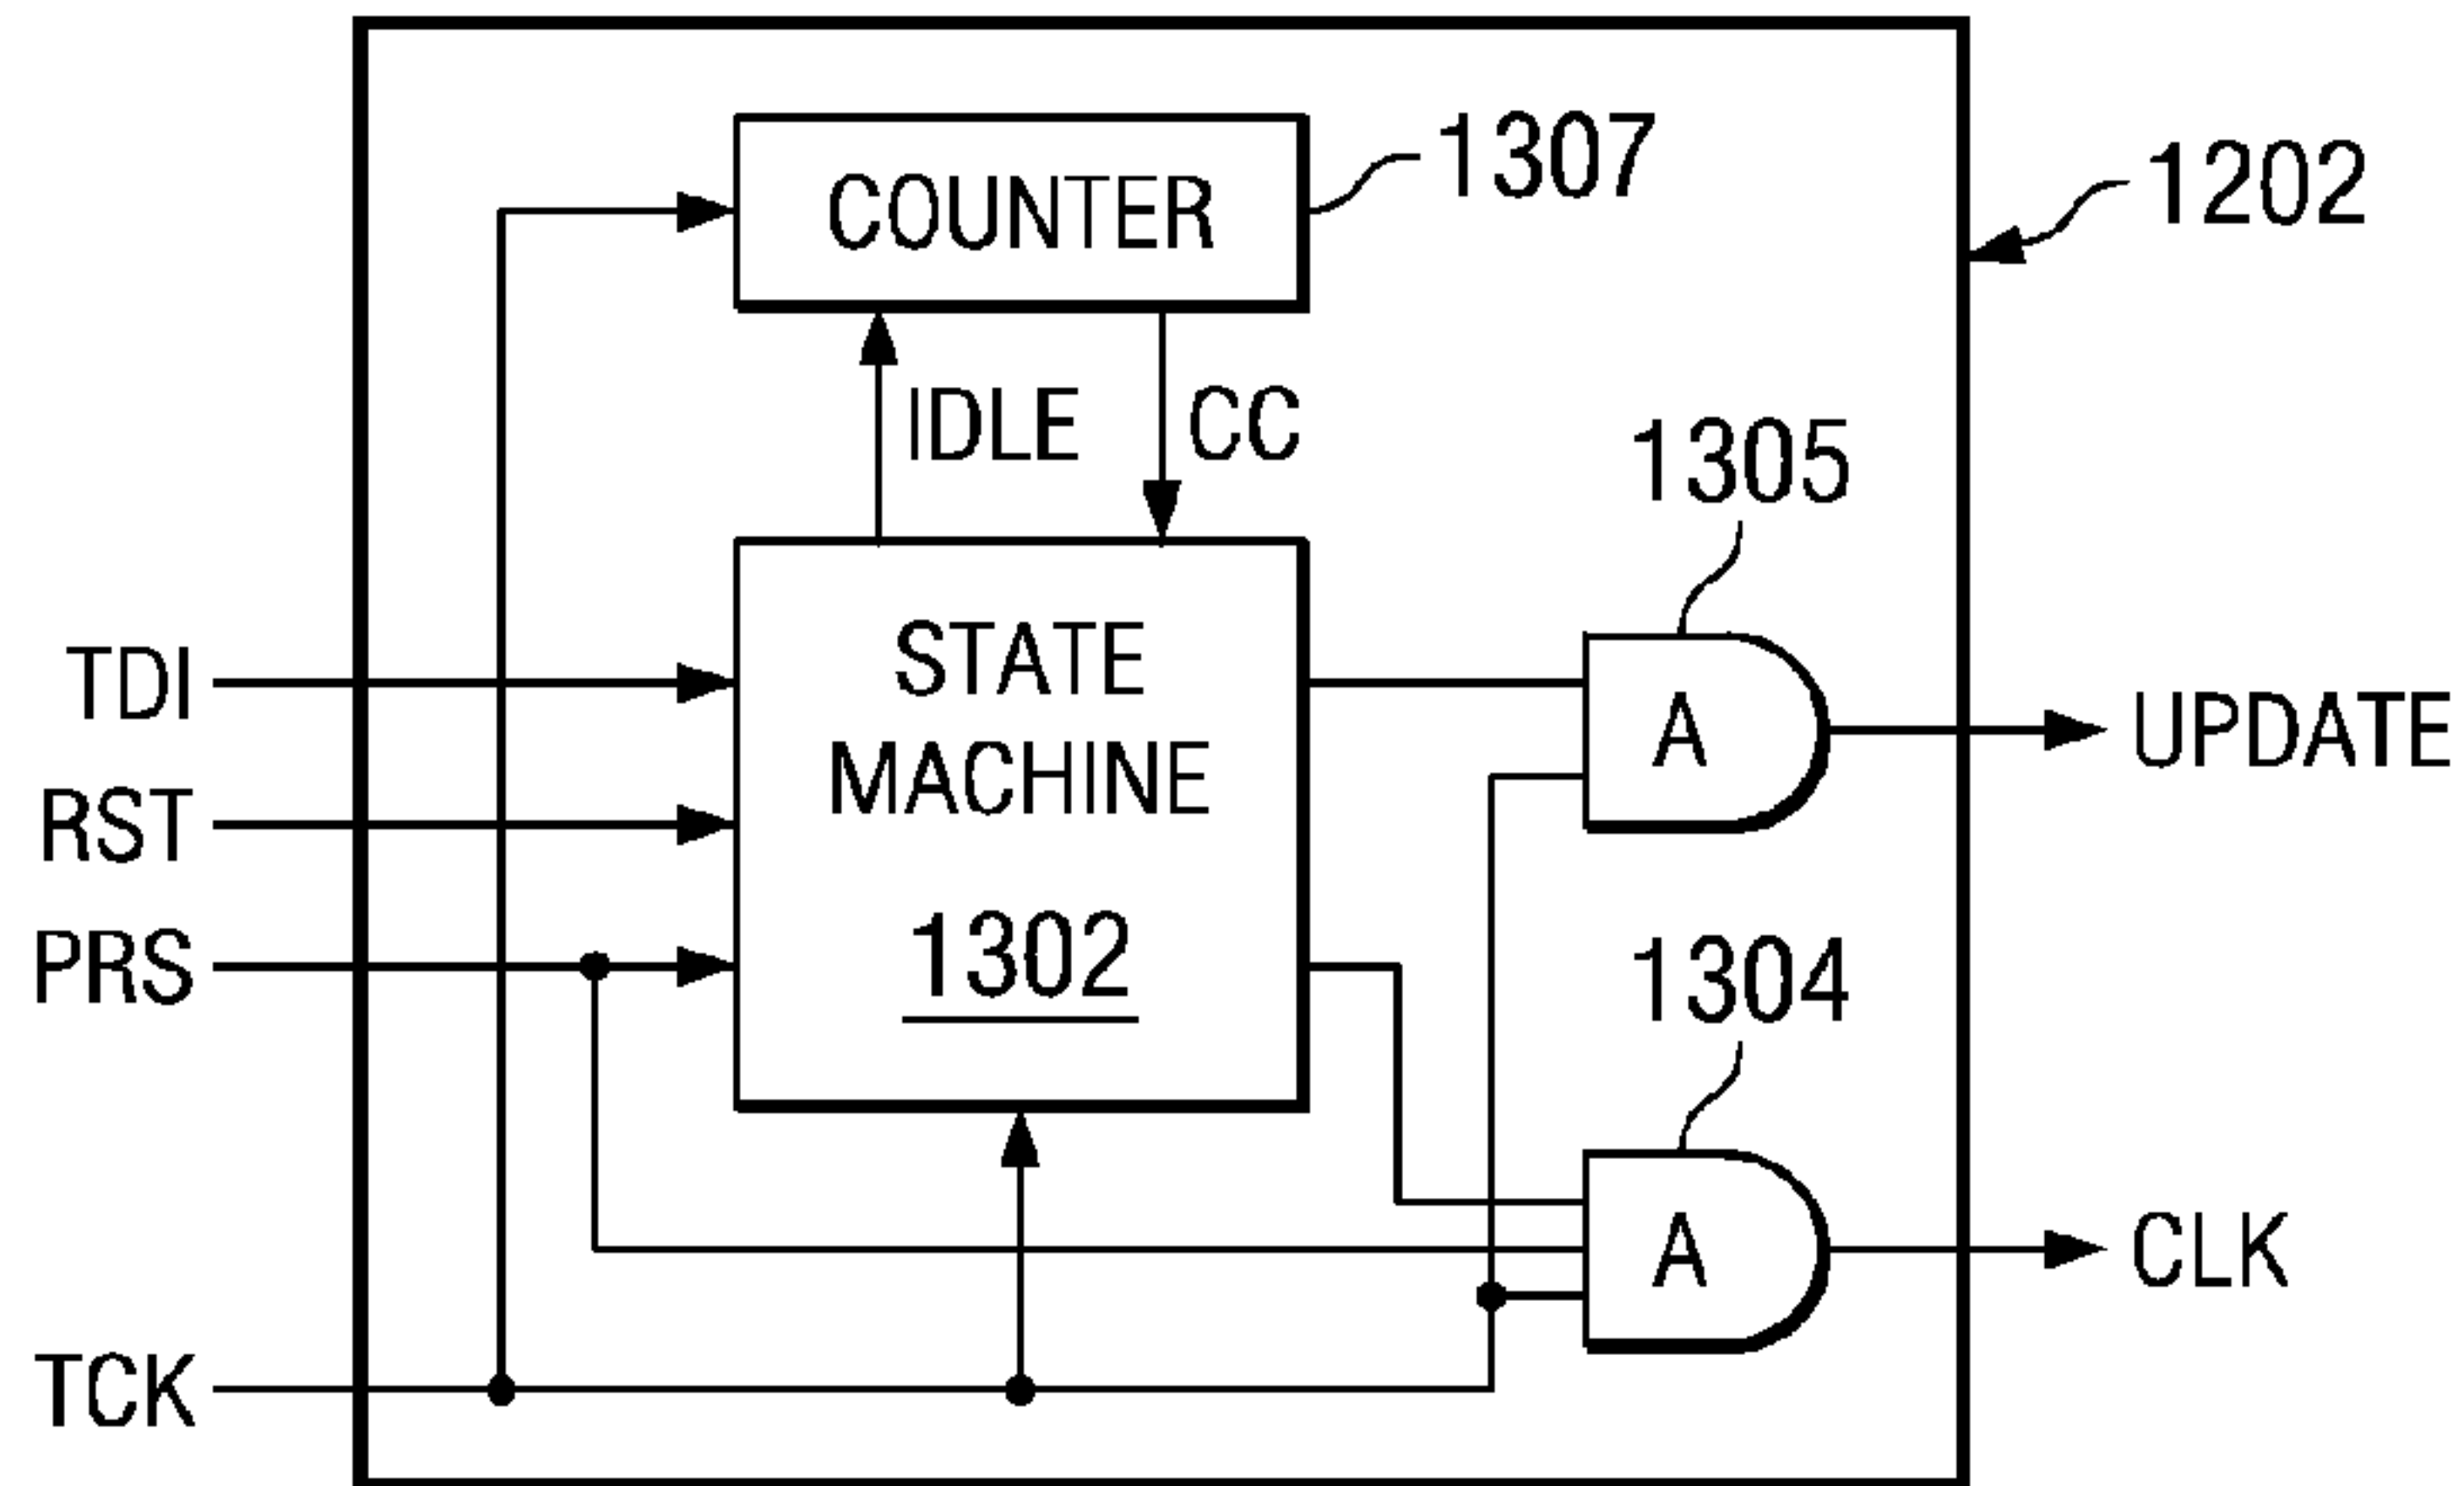 COUNTER
1307
1202
IDLE
CC
1305
TDI
STATE
MACHINE
A
UPDATE
RST
1302
PRS
1304
A
CLK
TCK